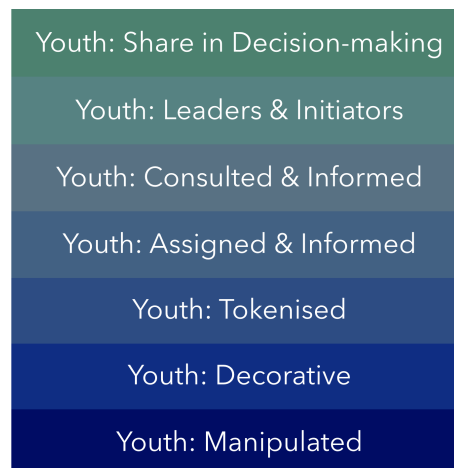 Youth: Share in Decision-making
Youth: Leaders & Initiators
Youth: Consulted & Informed
Youth: Assigned & Informed
Youth: Tokenised
Youth: Decorative
Youth: Manipulated